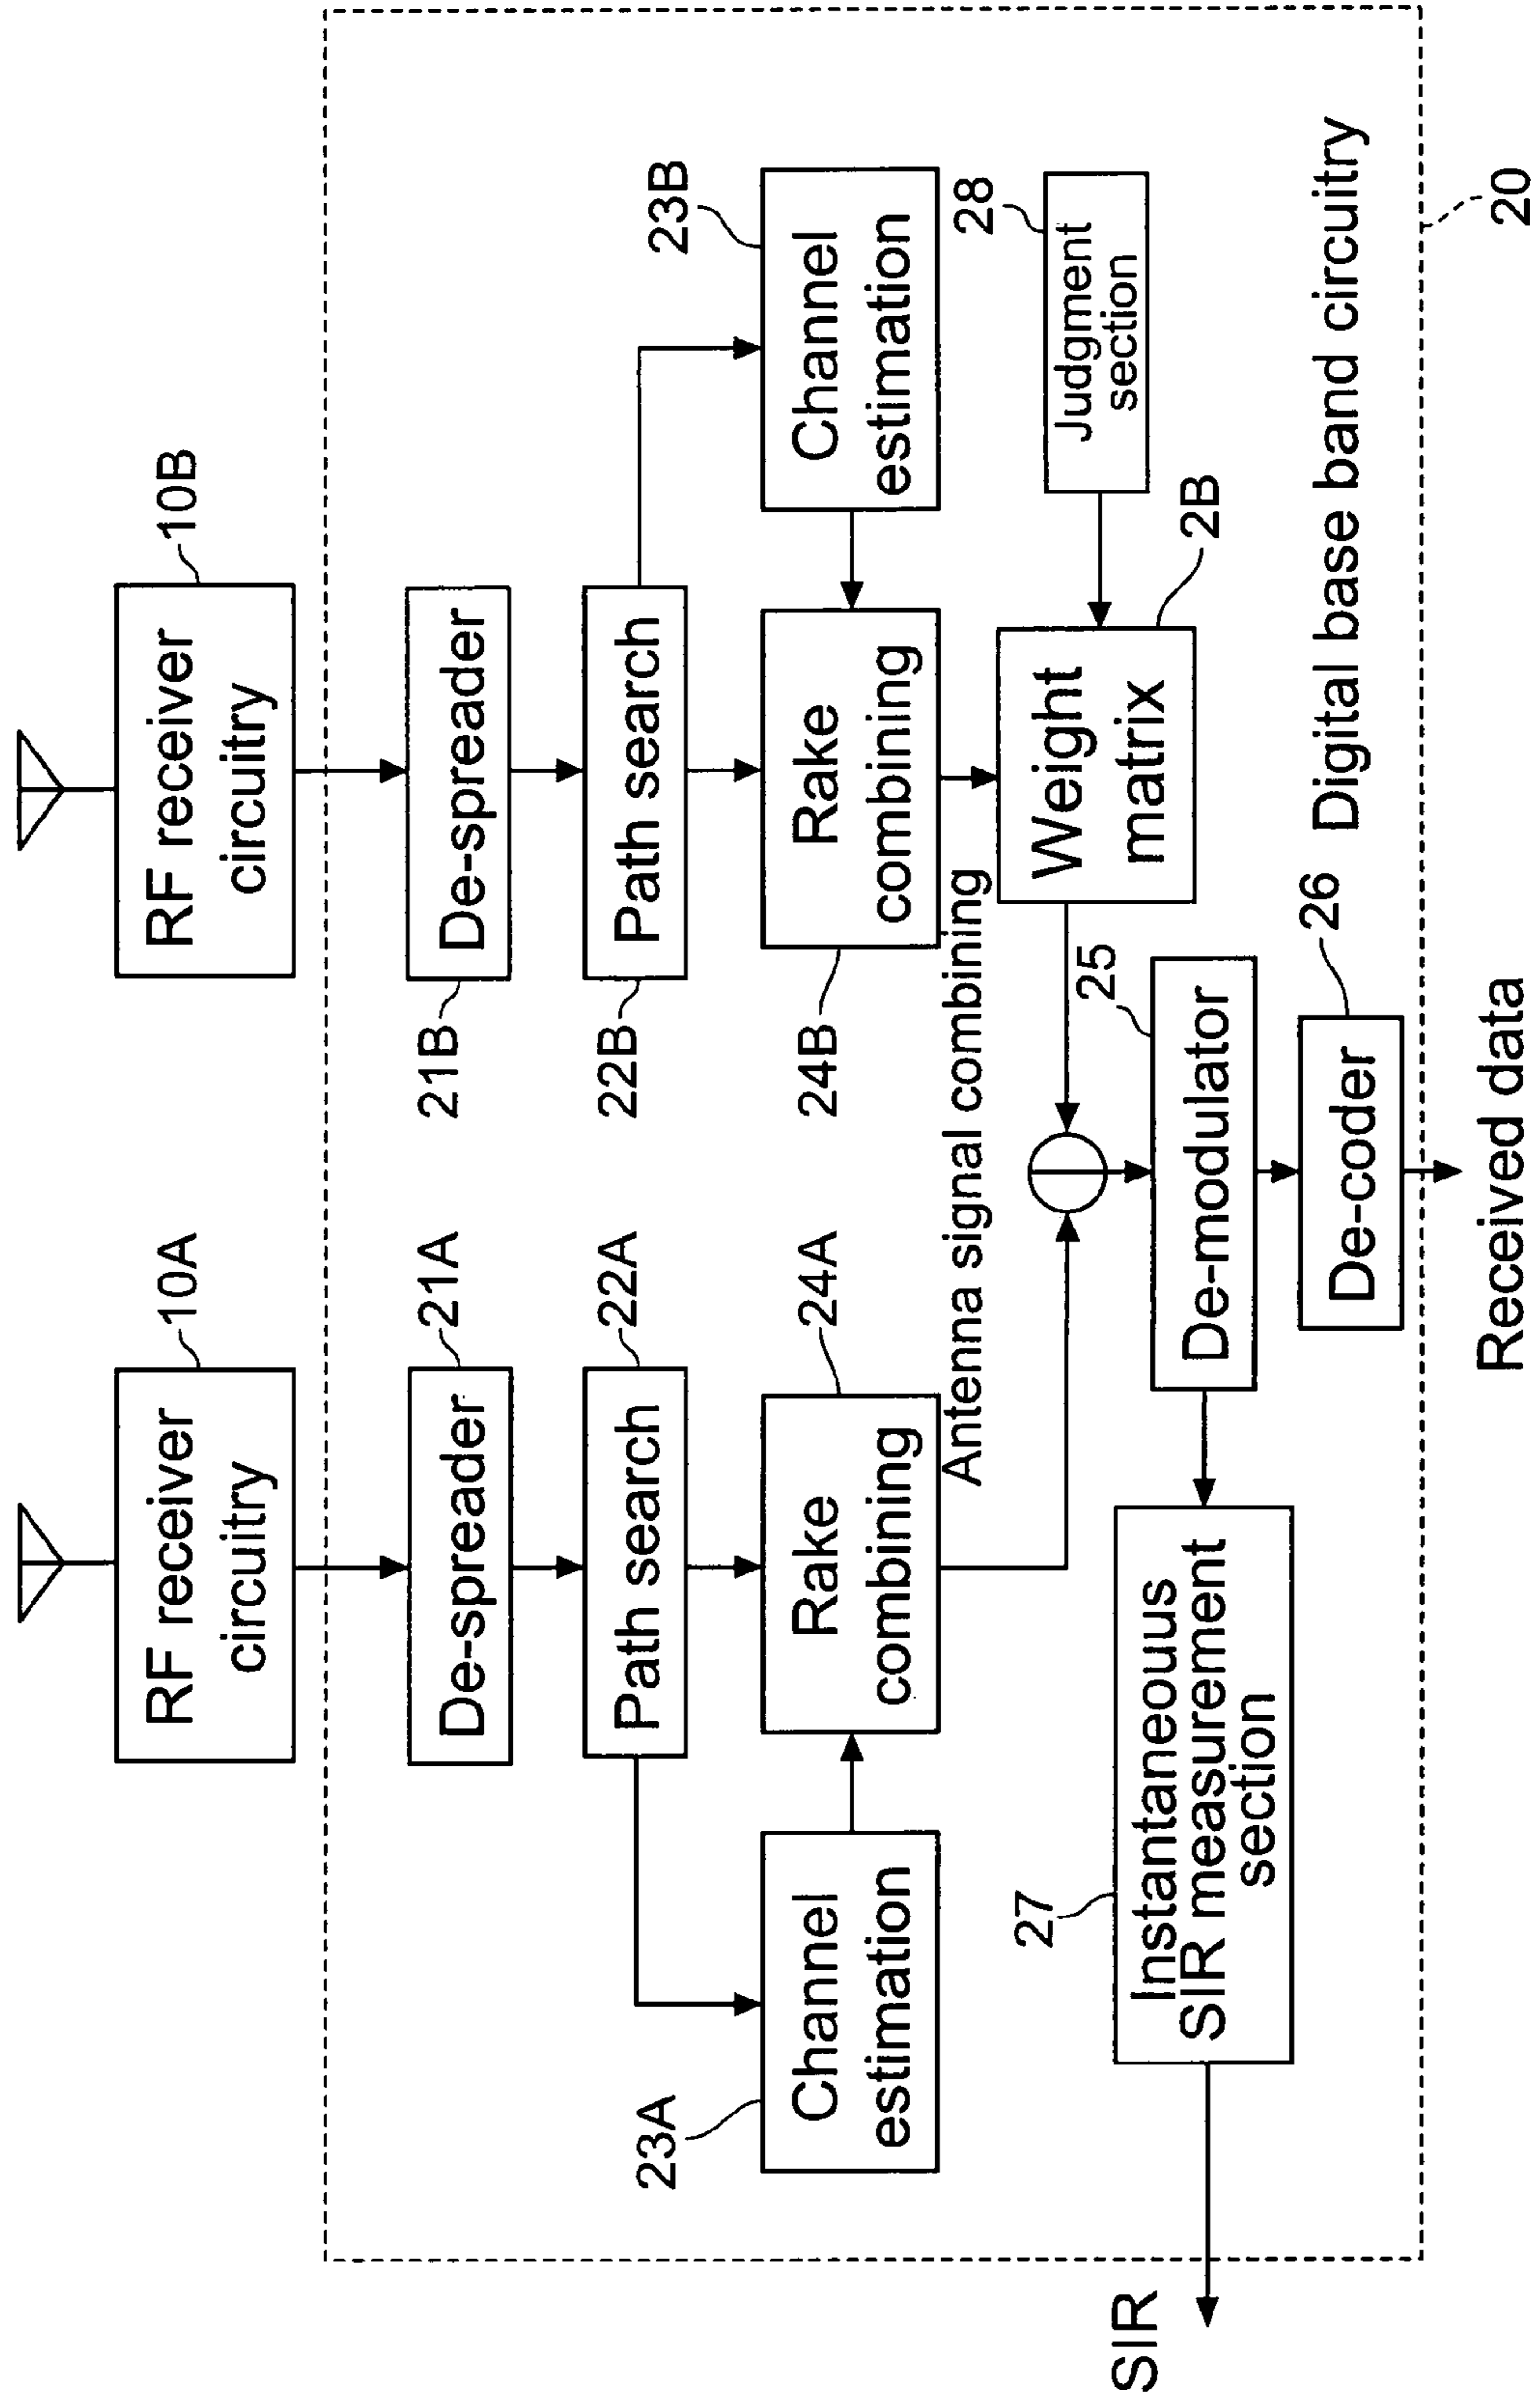 10A
RF receiver
circuitry
10B
RF receiver
circuitry
21A
De-spreader
21B
De-spreader
22A
Path search
22B
Path search
23A
Channel
estimation
24A
Rake
combining
24B
Rake
combining
23B
Channel
estimation
Antenna signal combining
28
Judgment
section
2B
Weight
matrix
25
De-modulator
27
Instantaneous
SIR measurement
section
SIR
26
De-coder
Digital base band circuitry
20
Received data